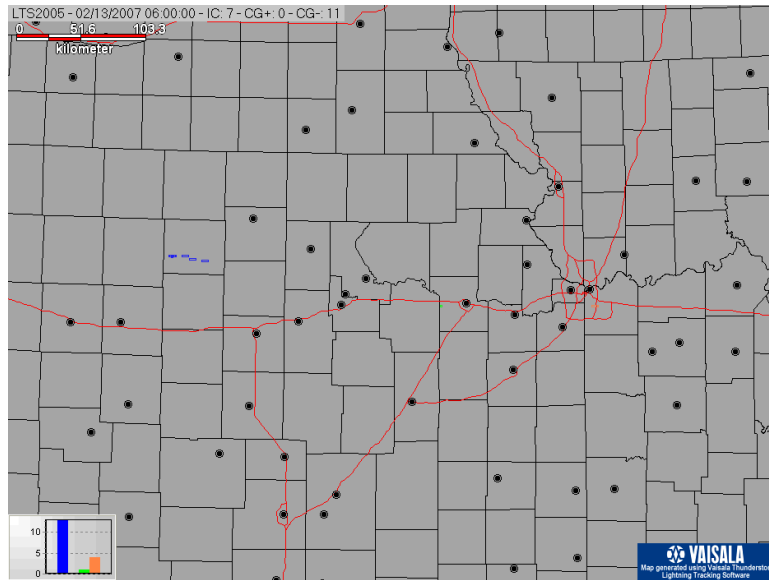 LTS2005 - 02/13/2007 06:00:00 - IC: 7 - CG+: 0 - CG-: 11
0 51.6 103.3
kilometer
10
5
0
VAISALA
Map generated using Vaisala Thunderstorm
Lightning Tracking Software